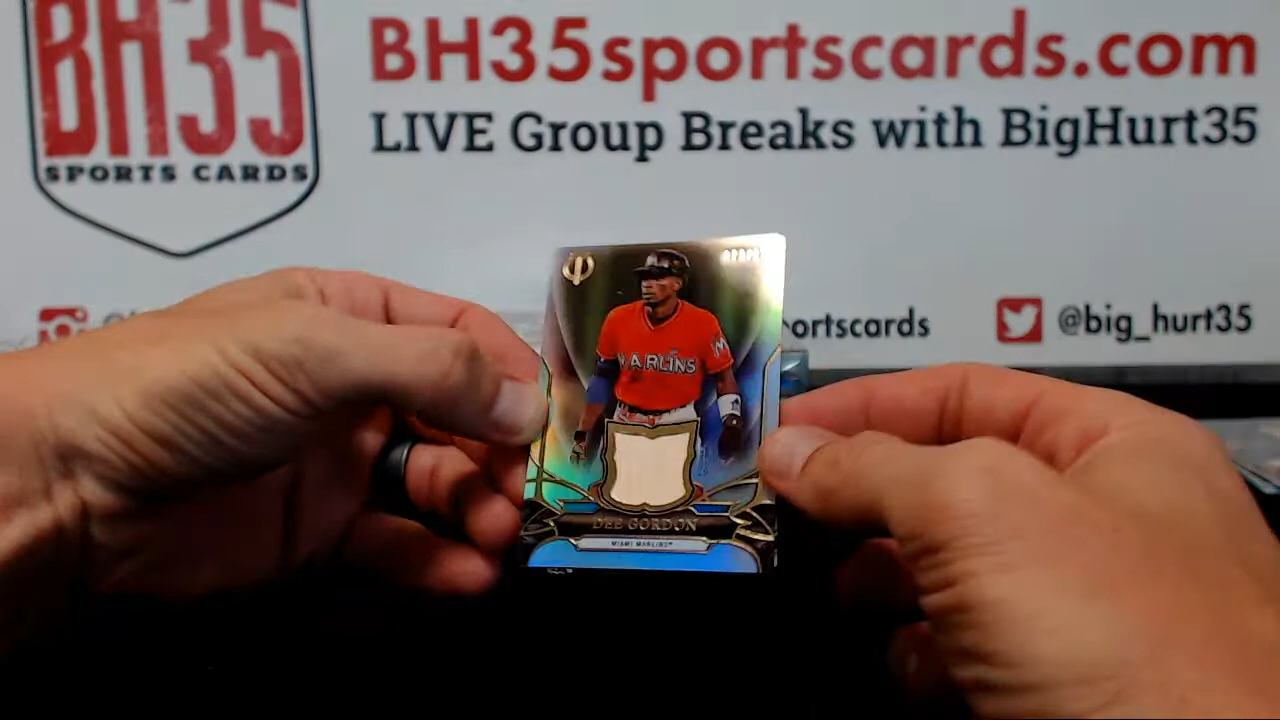 BH35
SPORTS CARDS
BH35sportscards.com
LIVE Group Breaks with BigHurt35
ortscards
@big_hurt35
MARLINS
M
DEE GORDON
MIAMI MARLINS